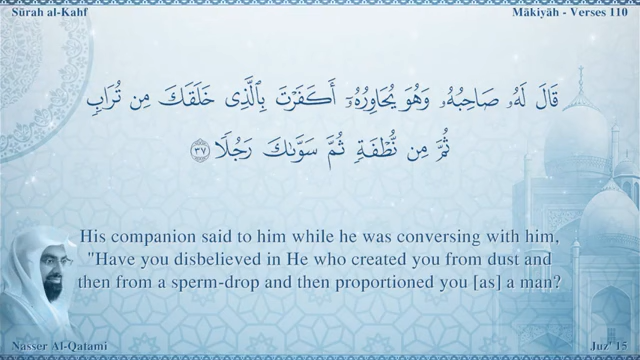 Sūrah al-Kahf
Mākiyāh - Verses 110
قَالَ لَهُۥ صَاحِبُهُۥ وَهُوَ يُحَاوِرُهُۥٓ أَكَفَرْتَ بِٱلَّذِى خَلَقَكَ مِن تُرَابٍ
ثُمَّ مِن نُّطْفَةٍ ثُمَّ سَوَّىٰكَ رَجُلًا ٣٧
His companion said to him while he was conversing with him,
"Have you disbelieved in He who created you from dust and
then from a sperm-drop and then proportioned you [as] a man?
Nasser Al-Qatami
Juz' 15